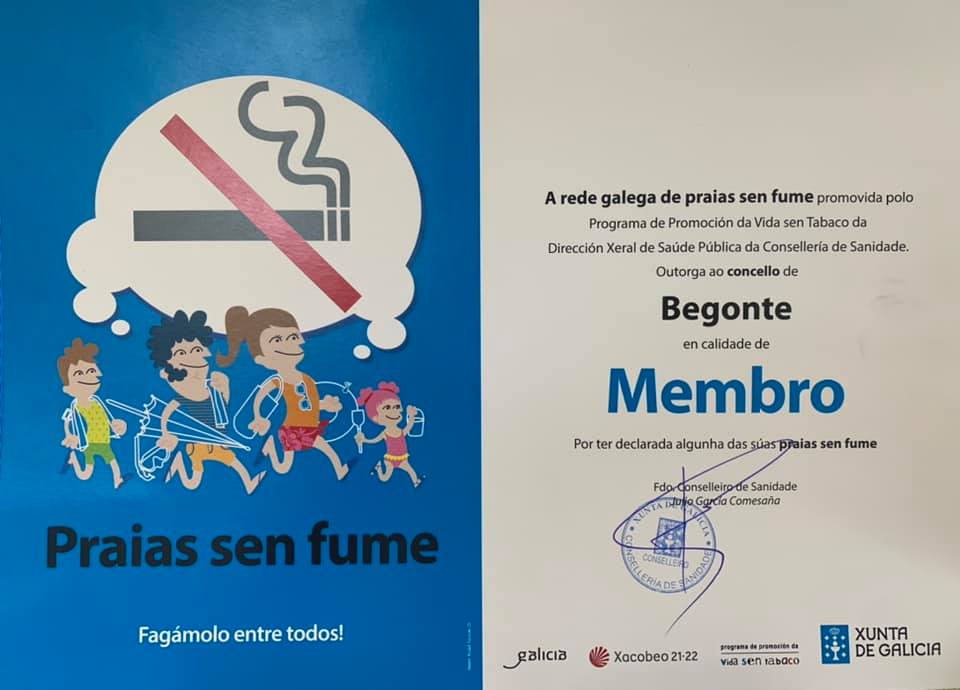 Praias sen fume
Fagámolo entre todos!
A rede galega de praias sen fume promovida polo
Programa de Promoción da Vida sen Tabaco da
Dirección Xeral de Saúde Pública da Consellería de Sanidade.
Outorga ao concello de
Begonte
en calidade de
Membro
Por ter declarada algunha das súas praias sen fume
Fdo. Conselleiro de Sanidade
Julio García Comesaña
XUNTA DE GALICIA
CONSELLEIRO
CONSELLERÍA DE SANIDADE
galicia
Xacobeo 21·22
programa de promoción da
vida sen tabaco
XUNTA
DE GALICIA